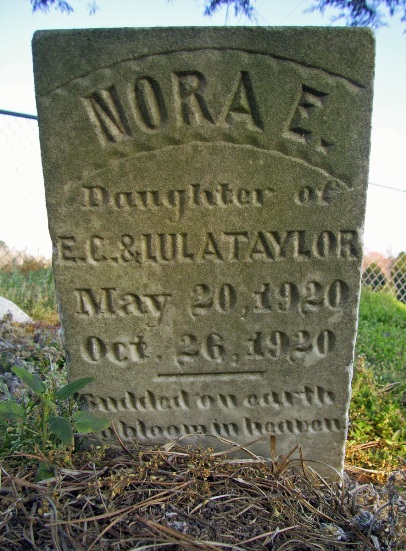 NORA E.
Daughter of
E.C. & LULA TAYLOR
May 20, 1920
Oct. 26, 1920
Budded on earth
bloom in heaven